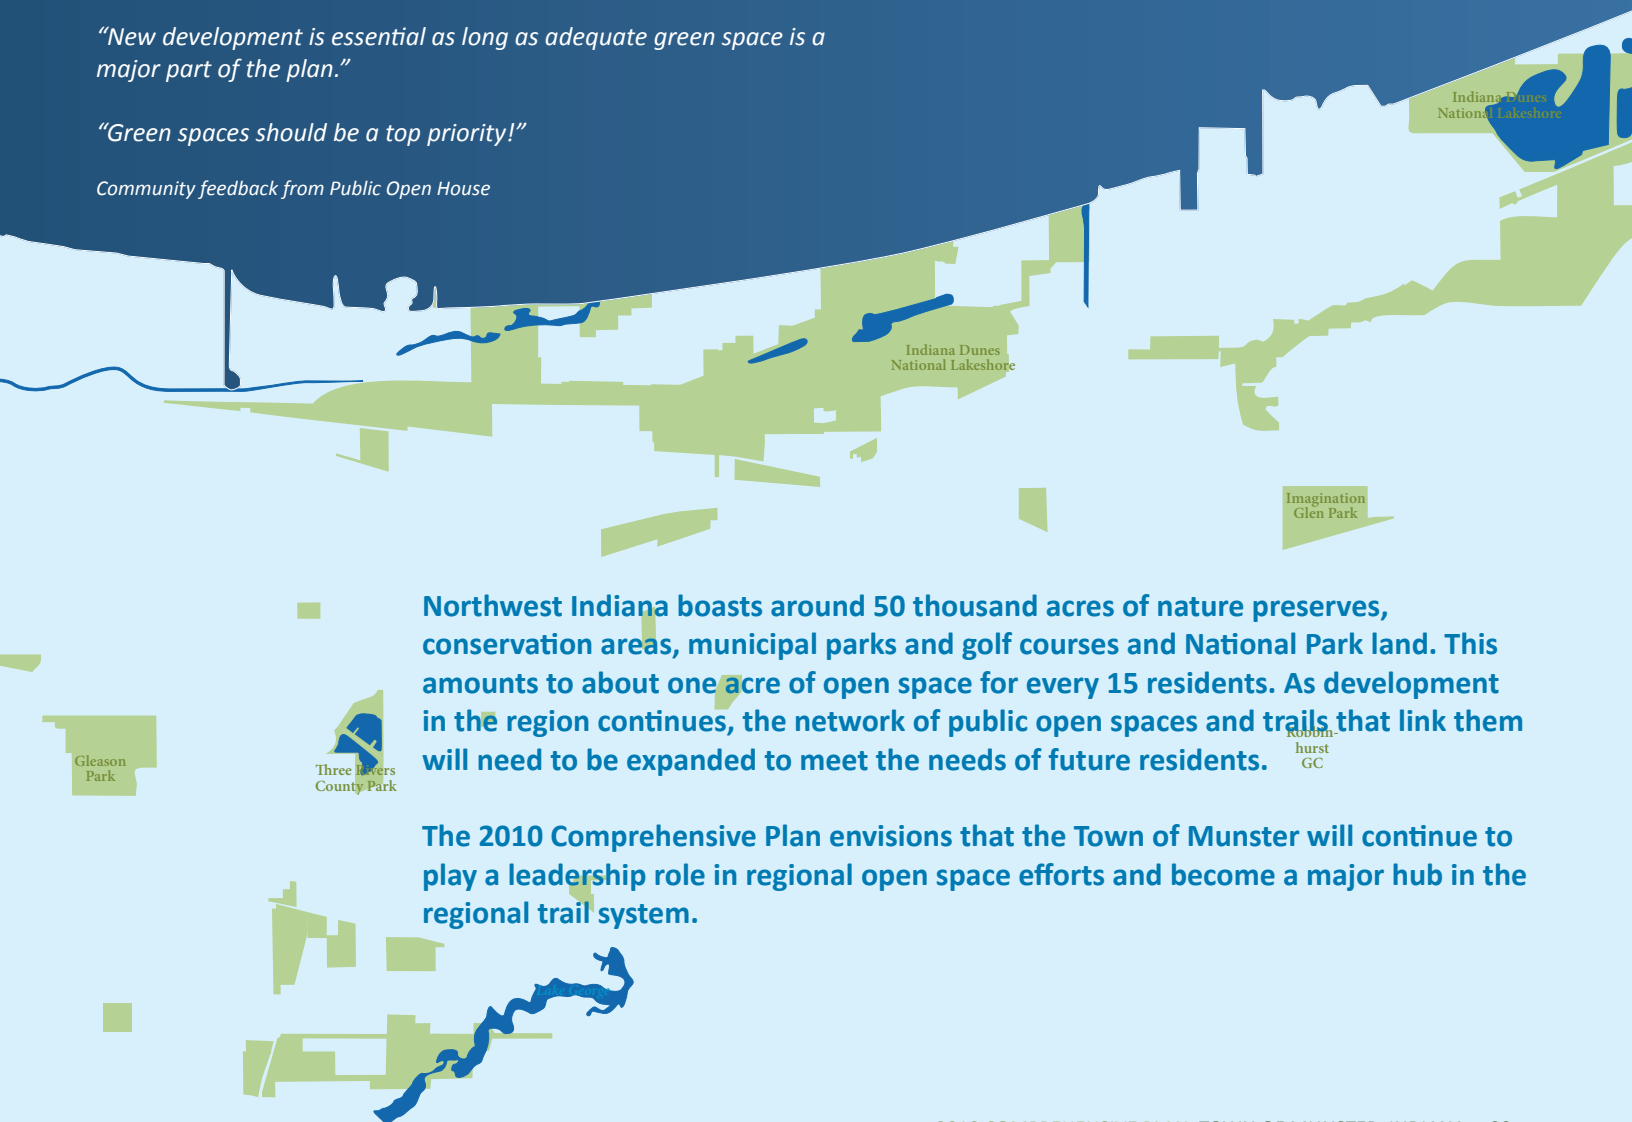 “New development is essential as long as adequate green space is a
major part of the plan.”
“Green spaces should be a top priority!”
Community feedback from Public Open House
Indiana Dunes
National Lakeshore
Indiana Dunes
National Lakeshore
Imagination
Glen Park
Northwest Indiana boasts around 50 thousand acres of nature preserves,
conservation areas, municipal parks and golf courses and National Park land. This
amounts to about one acre of open space for every 15 residents. As development
in the region continues, the network of public open spaces and trails that link them
will need to be expanded to meet the needs of future residents.
Robbin-
hurst
GC
Gleason
Park
Three Rivers
County Park
The 2010 Comprehensive Plan envisions that the Town of Munster will continue to
play a leadership role in regional open space efforts and become a major hub in the
regional trail system.
Lake George